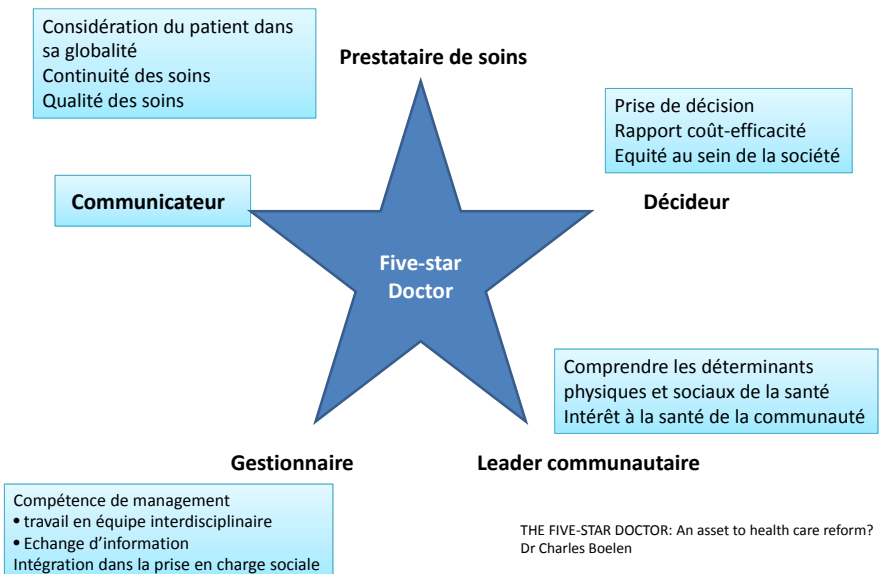 Considération du patient dans
sa globalité
Continuité des soins
Qualité des soins
Prestataire de soins
Prise de décision
Rapport coût-efficacité
Equité au sein de la société
Communicateur
Décideur
Five-star
Doctor
Comprendre les déterminants
physiques et sociaux de la santé
Intérêt à la santé de la communauté
Gestionnaire
Leader communautaire
Compétence de management
• travail en équipe interdisciplinaire
• Echange d’information
Intégration dans la prise en charge sociale
THE FIVE-STAR DOCTOR: An asset to health care reform?
Dr Charles Boelen